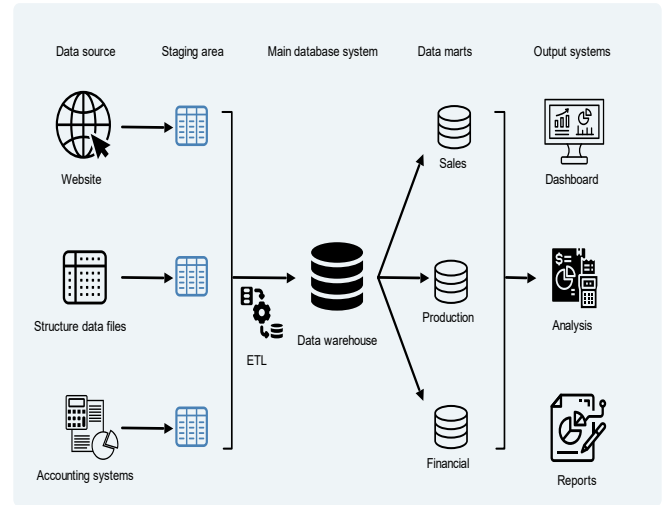 Data source
Staging area
Main database system
Data marts
Output systems
Website
Sales
Dashboard
Structure data files
ETL
Data warehouse
Production
Analysis
Accounting systems
Financial
Reports